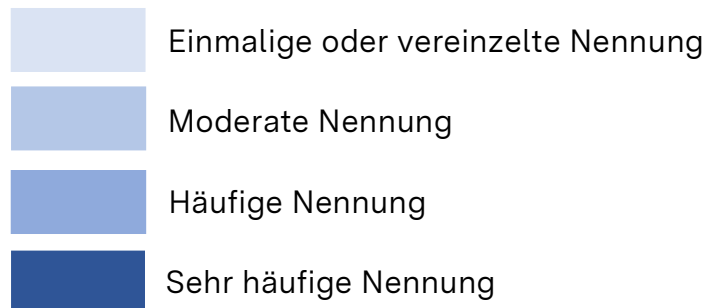 Einmalige oder vereinzelte Nennung
Moderate Nennung
Häufige Nennung
Sehr häufige Nennung